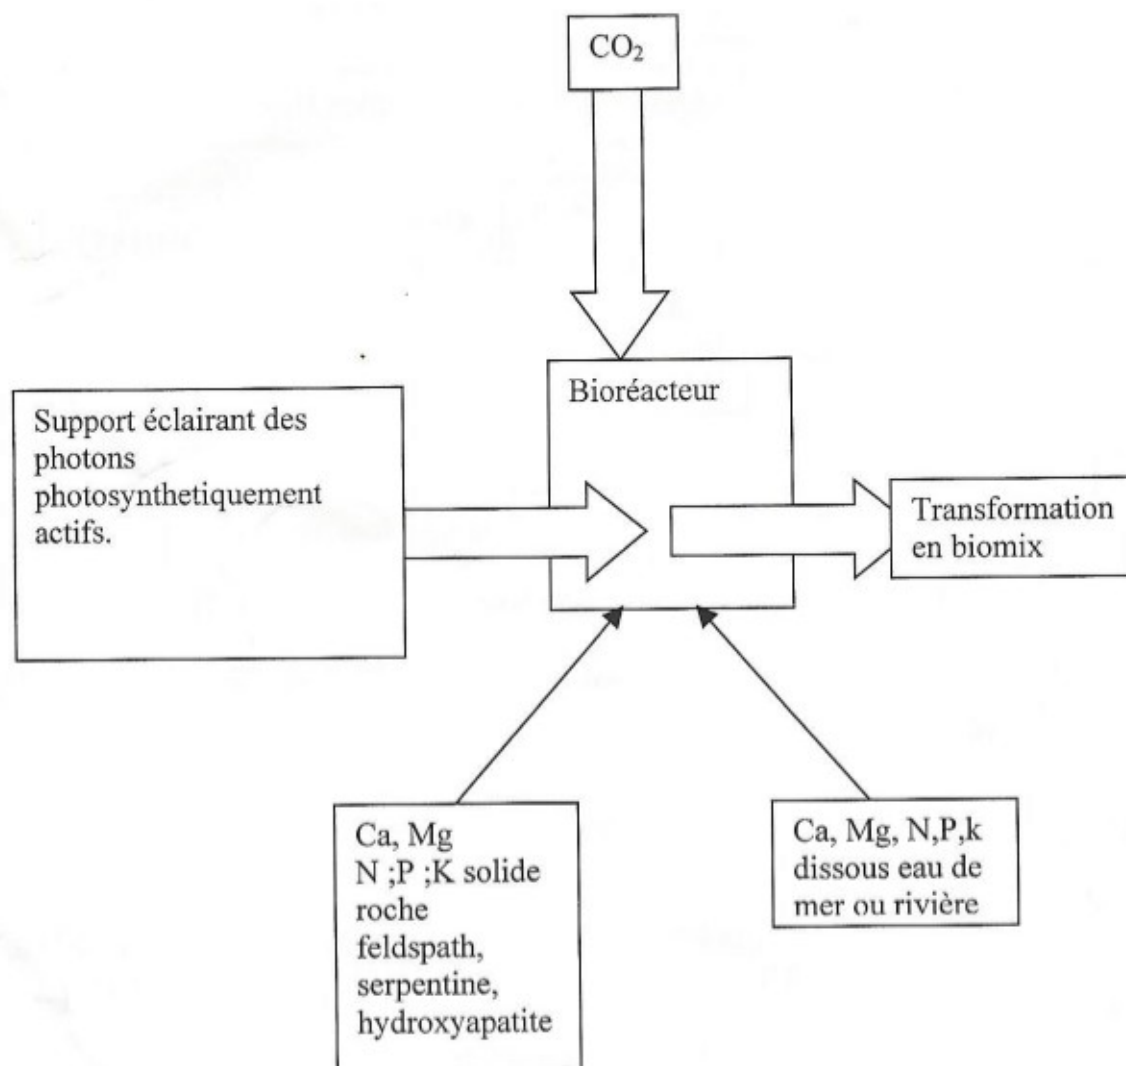 CO₂
Bioréacteur
Support éclairant des
photons
photosynthetiquement
actifs.
Transformation
en biomix
Ca, Mg
N ;P ;K solide
roche
feldspath,
serpentine,
hydroxyapatite
Ca, Mg, N,P,k
dissous eau de
mer ou rivière